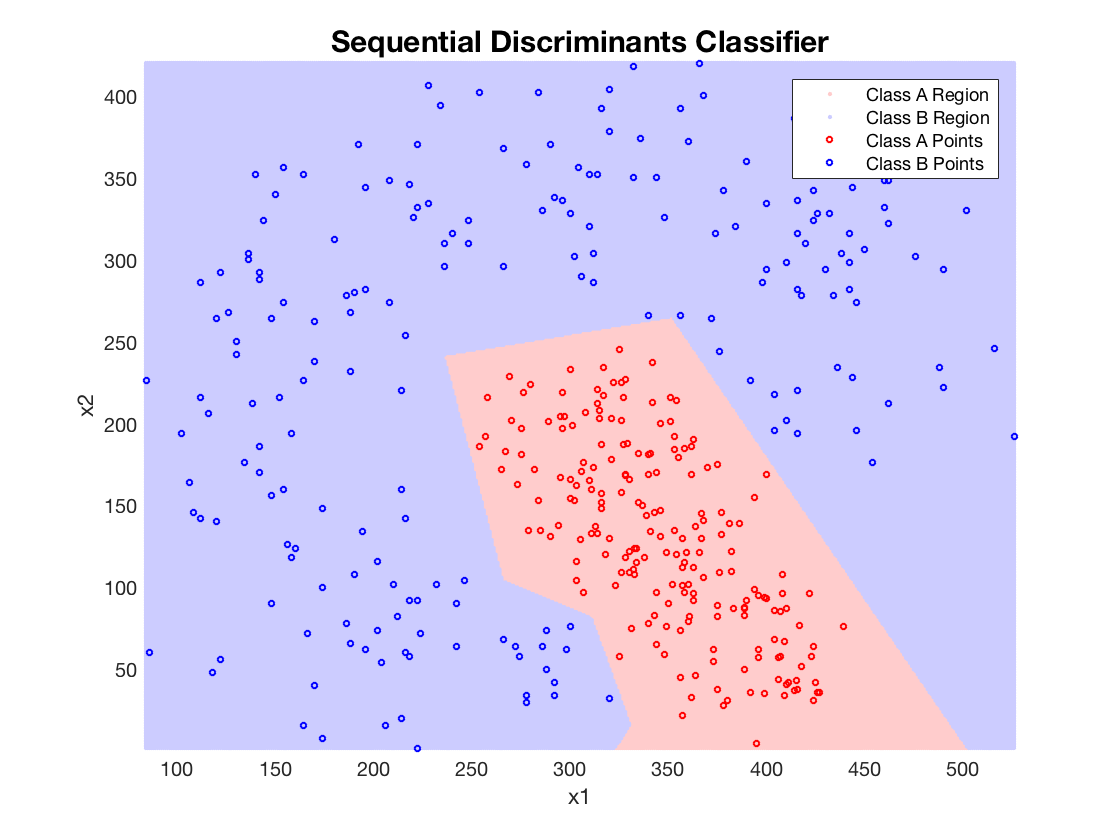 Sequential Discriminants Classifier
Class A Region
Class B Region
Class A Points
Class B Points
400
350
300
250
200
150
100
50
x2
100 150 200 250 300 350 400 450 500
x1